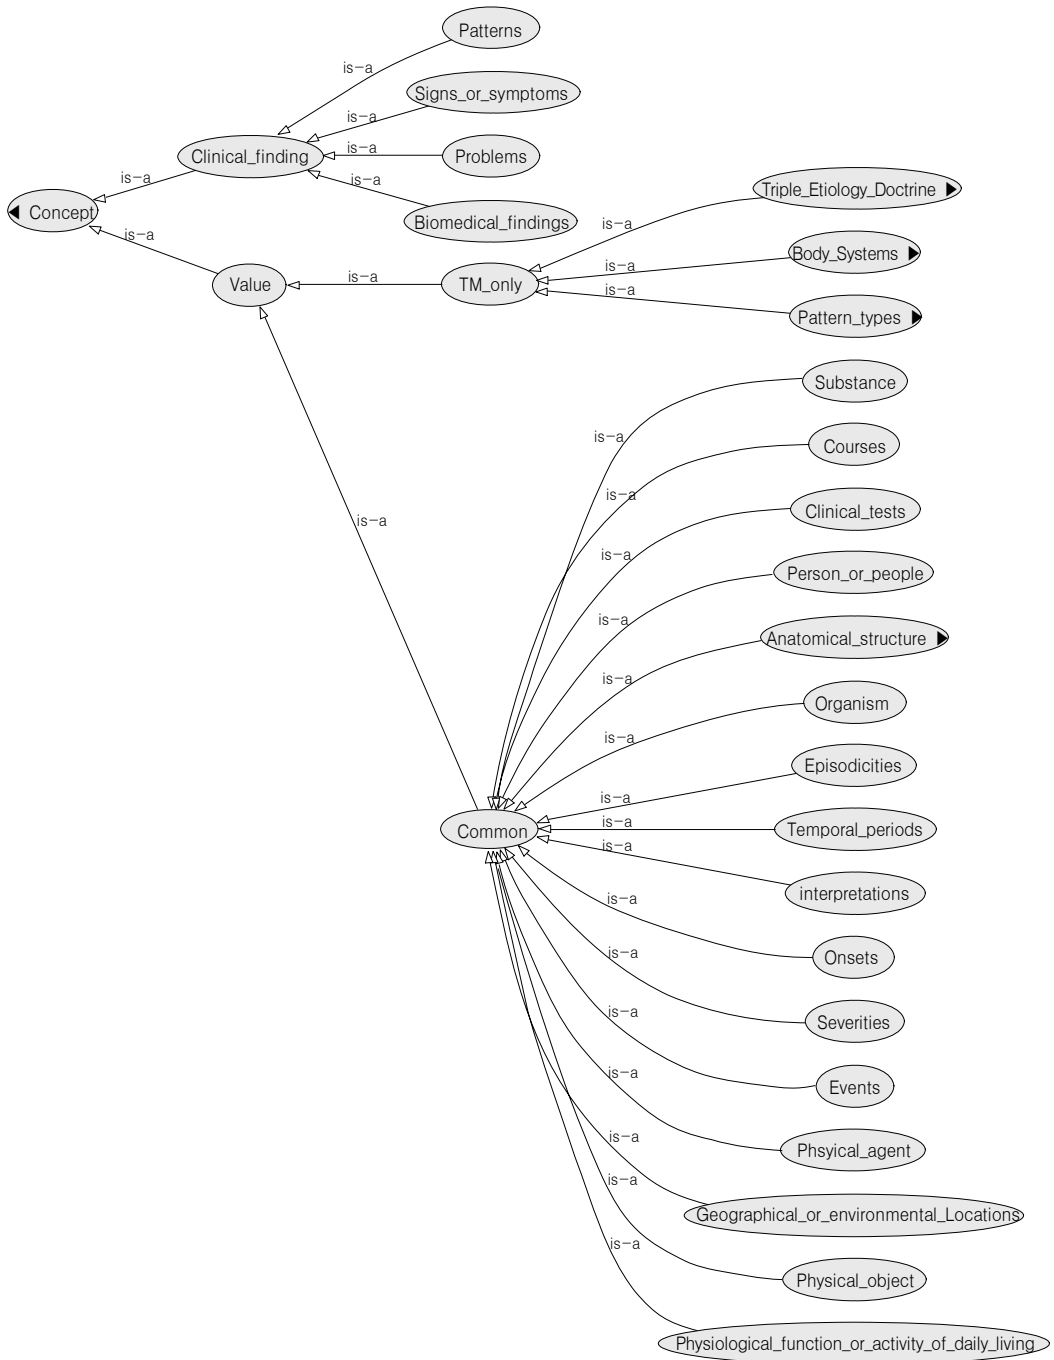 Patterns
is-a
Signs_or_symptoms
is-a
Clinical_finding
is-a
Problems
is-a
is-a
Triple_Etiology_Doctrine
Concept
Biomedical_findings
is-a
is-a
Body_Systems
is-a
Value
is-a
TM_only
is-a
Pattern_types
Substance
is-a
Courses
is-a
Clinical_tests
is-a
is-a
Person_or_people
is-a
Anatomical_structure
is-a
Organism
is-a
Episodicities
is-a
Common
is-a
Temporal_periods
is-a
interpretations
is-a
Onsets
is-a
Severities
is-a
Events
is-a
Phsyical_agent
is-a
Geographical_or_environmental_Locations
is-a
Physical_object
is-a
Physiological_function_or_activity_of_daily_living